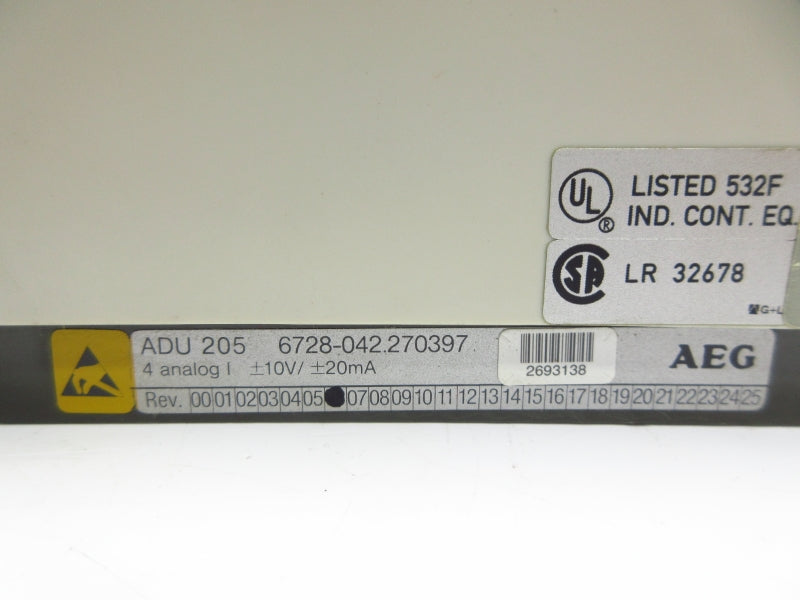 UL ® LISTED 532F
IND. CONT. EQ.
SA LR 32678
G+L
ADU 205 6728-042.270397
4 analog I ±10V/ ±20mA
2693138
AEG
Rev. 00 01 02 03 04 05 07 08 09 10 11 12 13 14 15 16 17 18 19 20 21 22 23 24 25